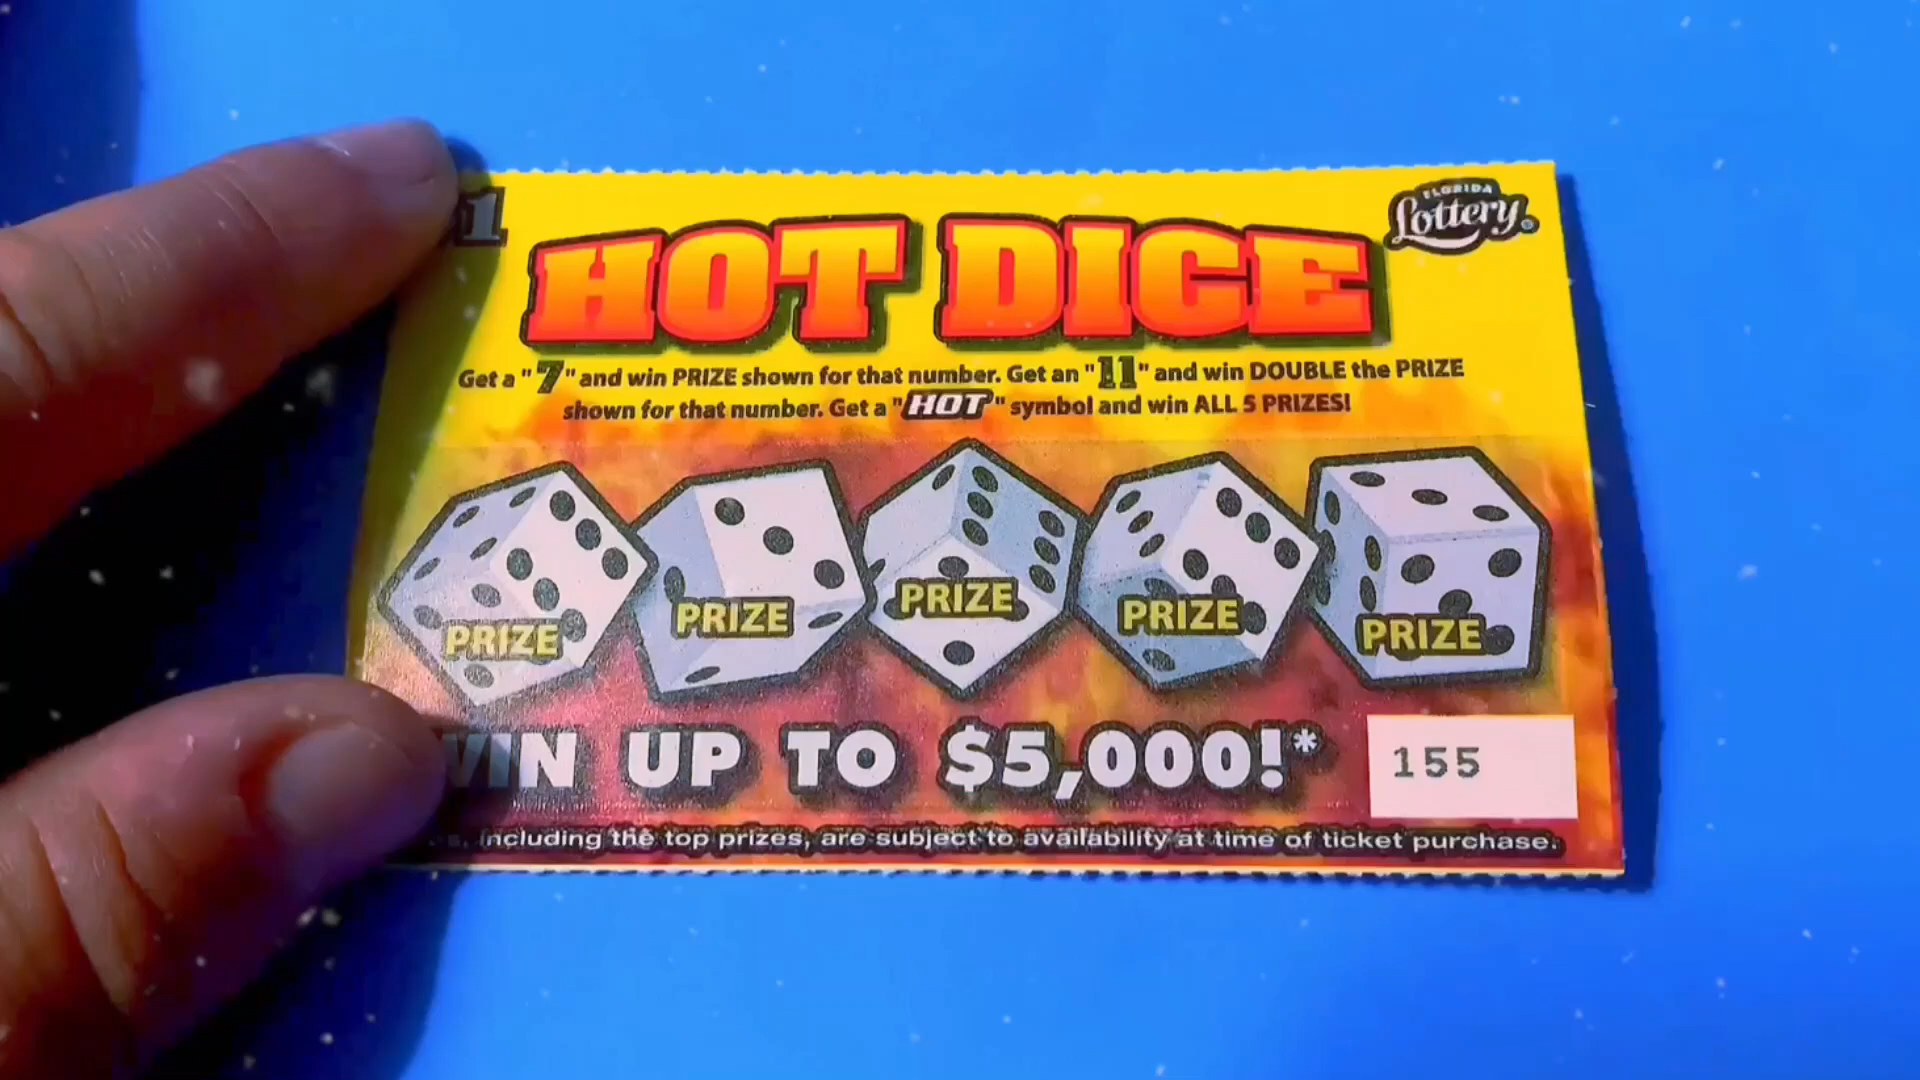 1
FLORIDA
Lottery
HOT DICE
Get a "7" and win PRIZE shown for that number. Get an "11" and win DOUBLE the PRIZE
shown for that number. Get a "HOT" symbol and win ALL 5 PRIZES!
PRIZE PRIZE PRIZE PRIZE PRIZE
WIN UP TO $5,000!*
155
including the top prizes, are subject to availability at time of ticket purchase.